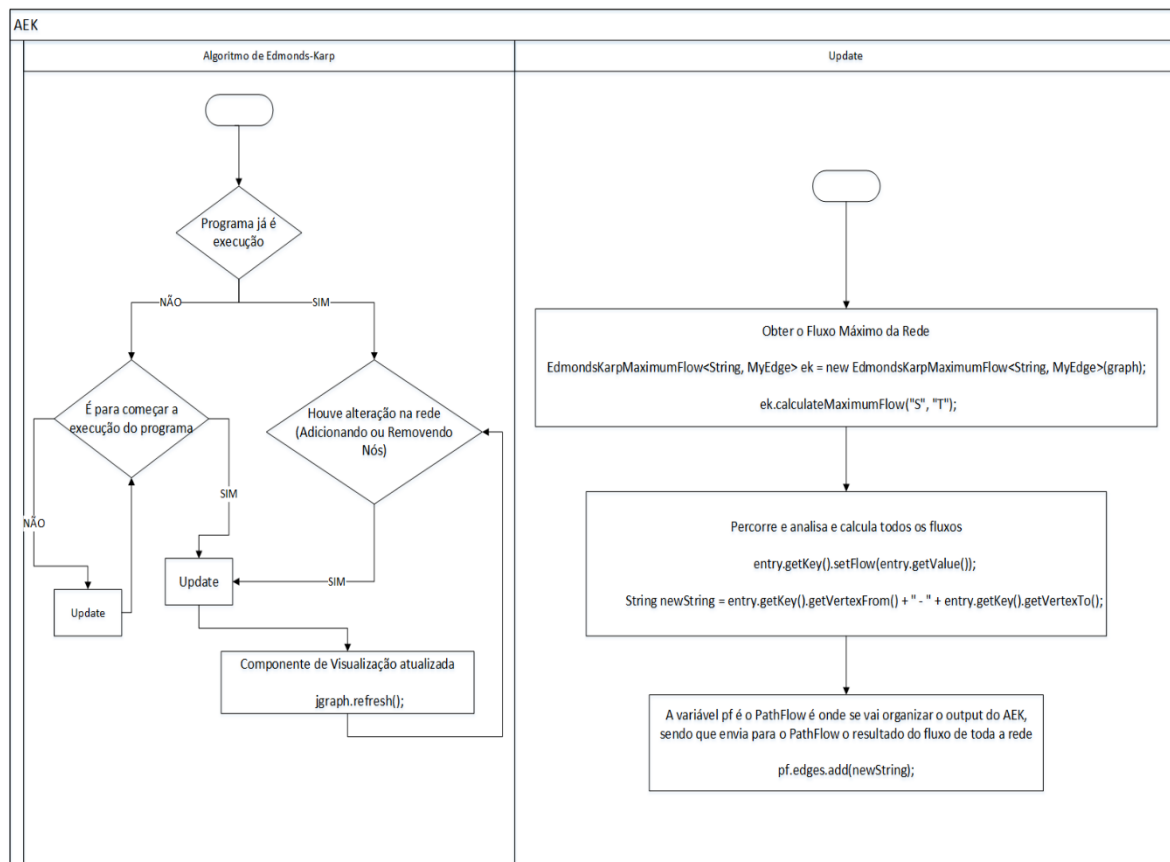 AEK
Algoritmo de Edmonds-Karp
Programa já é
execução
NÃO
SIM
É para começar a
execução do programa
Houve alteração na rede
(Adicionando ou Removendo
Nós)
SIM
NÃO
Update
SIM
Update
Componente de Visualização atualizada
jgraph.refresh();
Update
Obter o Fluxo Máximo da Rede
EdmondsKarpMaximumFlow<String, MyEdge> ek = new EdmondsKarpMaximumFlow<String, MyEdge>(graph);
ek.calculateMaximumFlow("S", "T");
Percorre e analisa e calcula todos os fluxos
entry.getKey().setFlow(entry.getValue());
String newString = entry.getKey().getVertexFrom() + " - " + entry.getKey().getVertexTo();
A variável pf é o PathFlow é onde se vai organizar o output do AEK,
sendo que envia para o PathFlow o resultado do fluxo de toda a rede
pf.edges.add(newString);